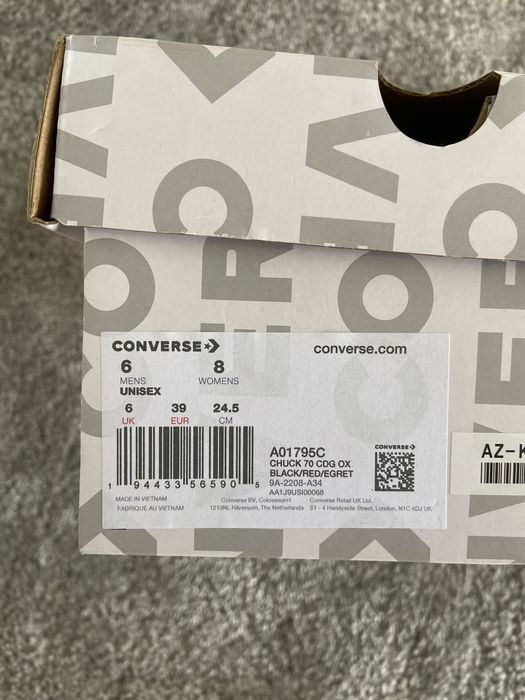 CONVERSE
converse.com
6 8
MENS WOMENS
UNISEX
6 39 24.5
UK EUR CM
1 94433 56590 5
A01795C
CHUCK 70 CDG OX
BLACK/RED/EGRET
9A-2208-A34
AA1J9USI00068
CONVERSE
MADE IN VIETNAM
FABRIQUE AU VIETNAM
Converse BV, Colosseum1
1213NL Hilversum, The Netherlands
Converse Retail UK Ltd.,
S1 - 4 Handyside Street, London, N1C 4DJ UK
AZ-K